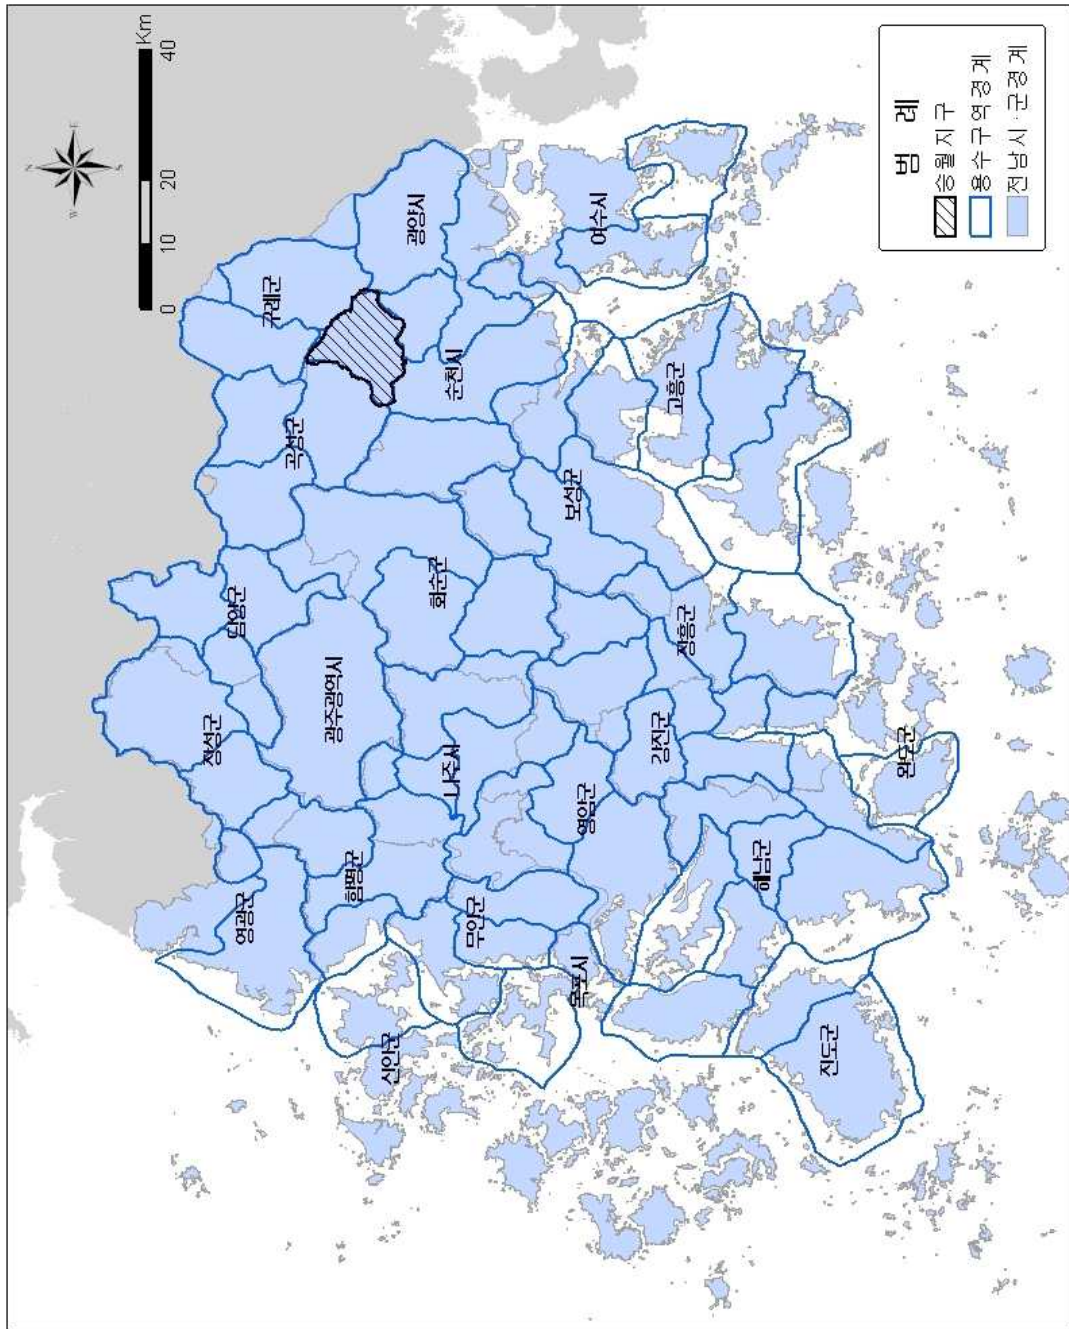 N
W
E
S
0
10
20
40
Km
장성군
담양군
영광군
구례군
곡성군
광주광역시
함평군
신안군
광양시
화순군
나주시
순천시
무안군
보성군
목포시
영암군
여수시
강진군
고흥군
장흥군
해남군
진도군
완도군
범 례
승월지구
용수구역경계
전남시·군경계